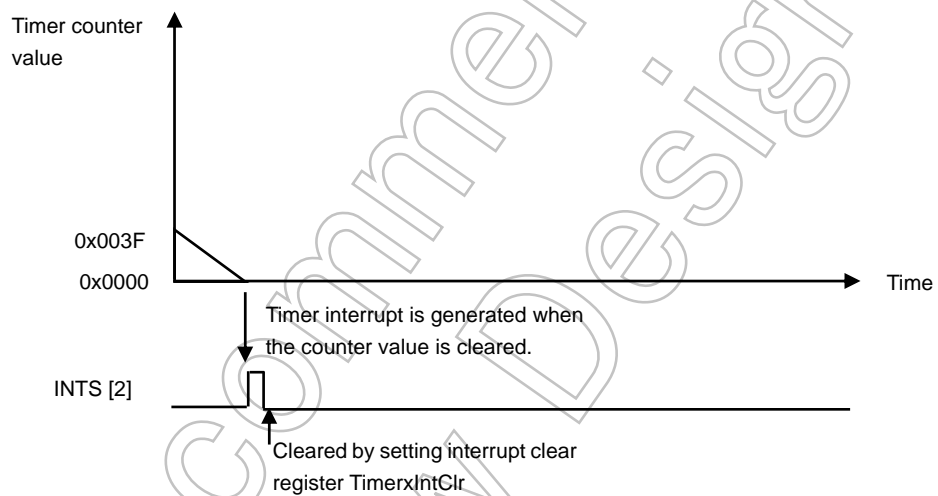 Timer counter
value
0x003F
0x0000
Time
Timer interrupt is generated when
the counter value is cleared.
INTS [2]
Cleared by setting interrupt clear
register TimerxIntClr